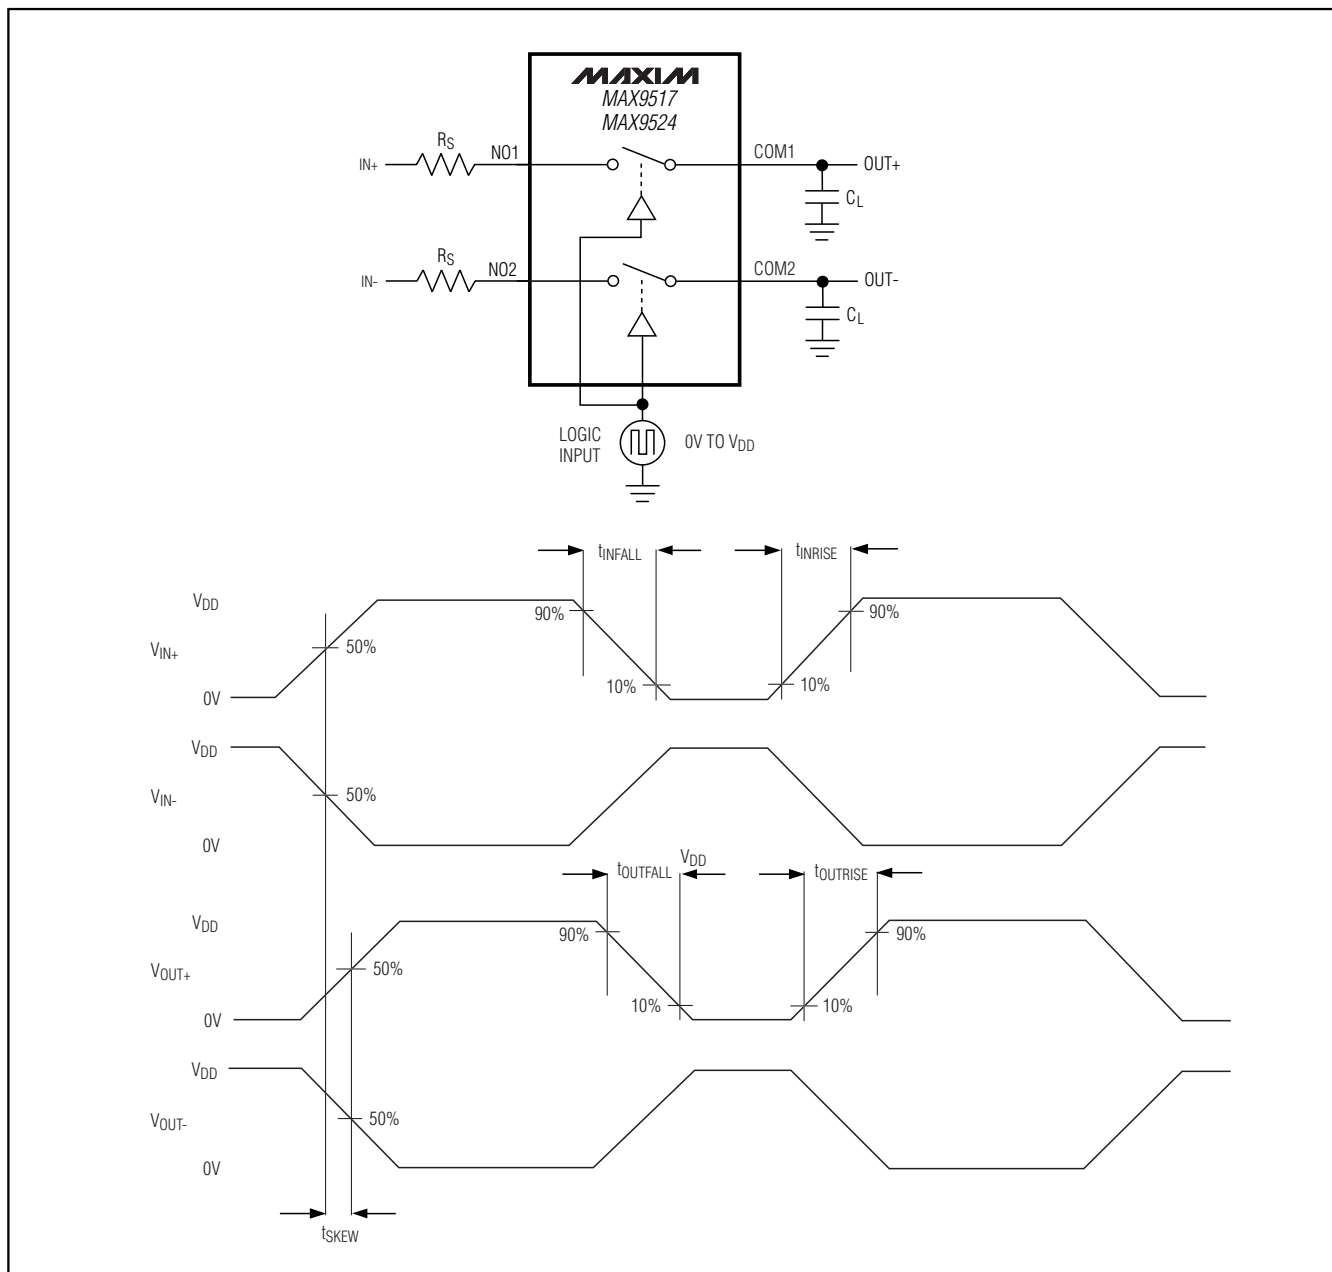 MAXIM
MAX9517
MAX9524
RS
NO1
COM1
IN+
OUT+
CL
RS
NO2
COM2
IN-
OUT-
CL
LOGIC
INPUT
0V TO VDD
tINFALL
tINRISE
VDD
90%
90%
VIN+
50%
10%
10%
0V
VDD
VIN-
50%
0V
tOUTFALL
VDD
tOUTRISE
VDD
90%
90%
VOUT+
50%
10%
10%
0V
VDD
VOUT-
50%
0V
tSKEW